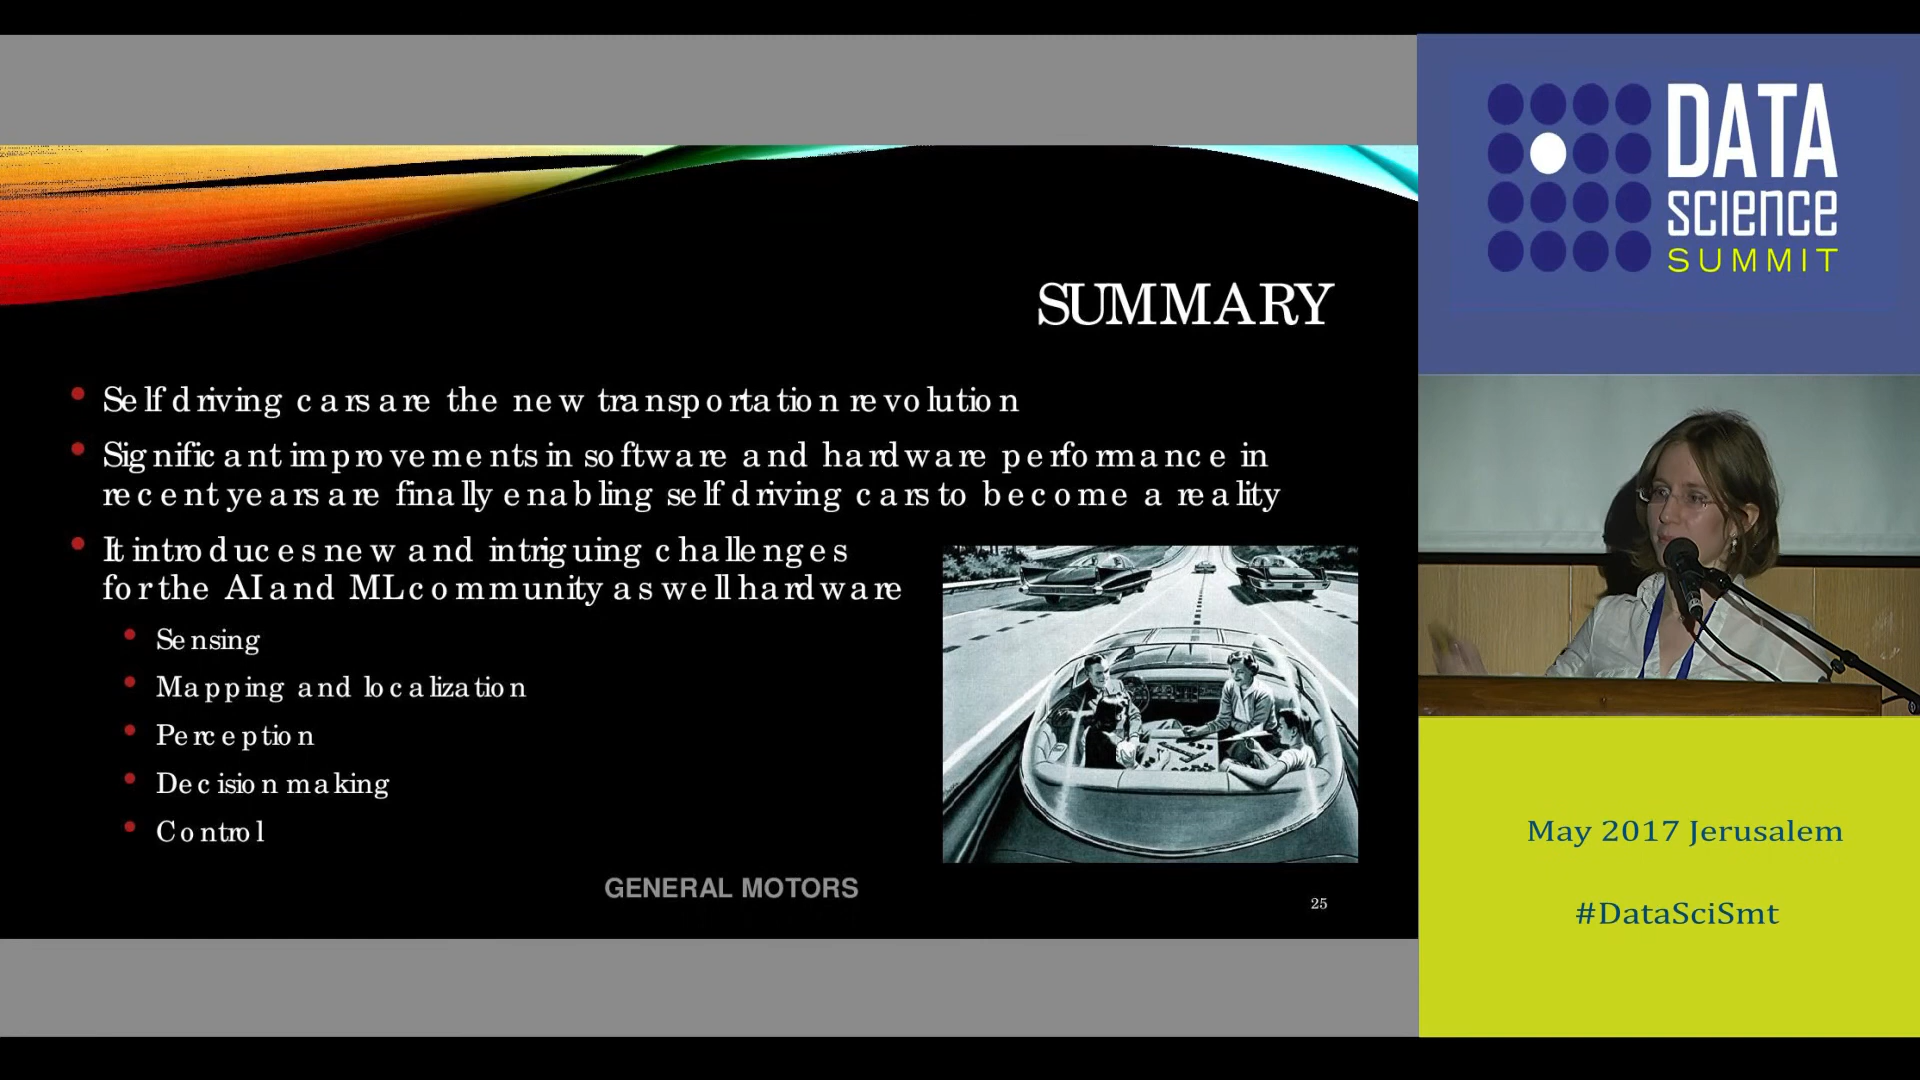 SUMMARY
Self driving cars are the new transportation revolution
Significant improvements in software and hardware performance in
recent years are finally enabling self driving cars to become a reality
It introduces new and intriguing challenges
for the AI and ML community as well hardware
Sensing
Mapping and localization
Perception
Decision making
Control
GENERAL MOTORS
25
DATA
science
SUMMIT
May 2017 Jerusalem
#DataSciSmt